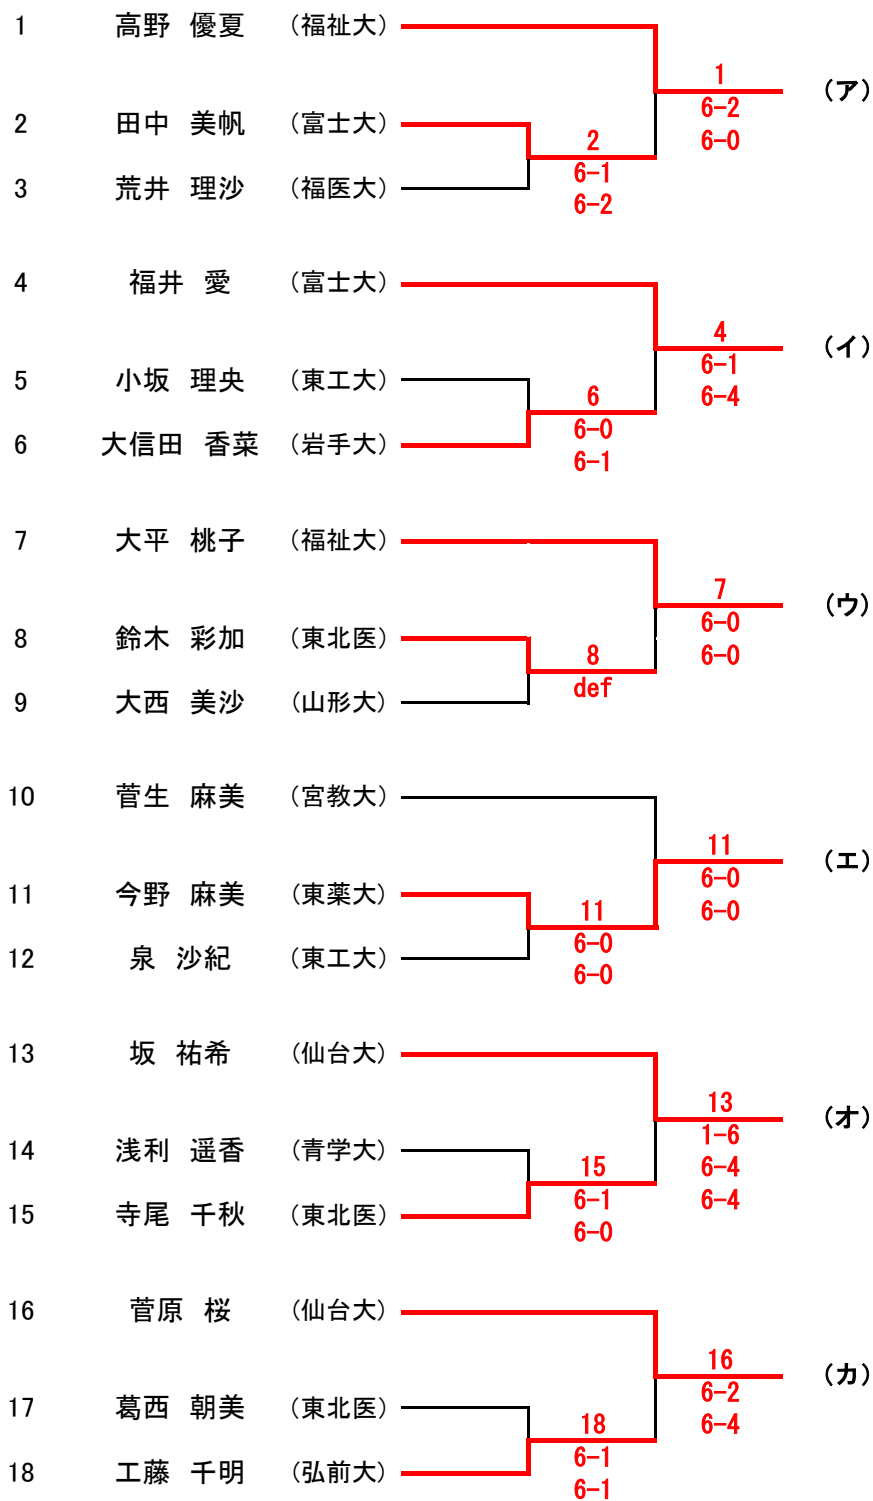 1 高野 優夏 （福祉大）
1
（ア）
6-2
2 田中 美帆 （富士大）
2
6-0
6-1
3 荒井 理沙 （福医大）
6-2
4 福井 愛 （富士大）
4
（イ）
6-1
5 小坂 理央 （東工大）
6
6-4
6-0
6 大信田 香菜 （岩手大）
6-1
7 大平 桃子 （福祉大）
7
（ウ）
6-0
8 鈴木 彩加 （東北医）
8
6-0
def
9 大西 美沙 （山形大）
10 菅生 麻美 （宮教大）
11
（エ）
6-0
11 今野 麻美 （東薬大）
11
6-0
6-0
12 泉 沙紀 （東工大）
6-0
13 坂 祐希 （仙台大）
13
（オ）
1-6
14 浅利 遥香 （青学大）
15
6-4
6-1
6-4
15 寺尾 千秋 （東北医）
6-0
16 菅原 桜 （仙台大）
16
（カ）
6-2
17 葛西 朝美 （東北医）
18
6-4
6-1
18 工藤 千明 （弘前大）
6-1